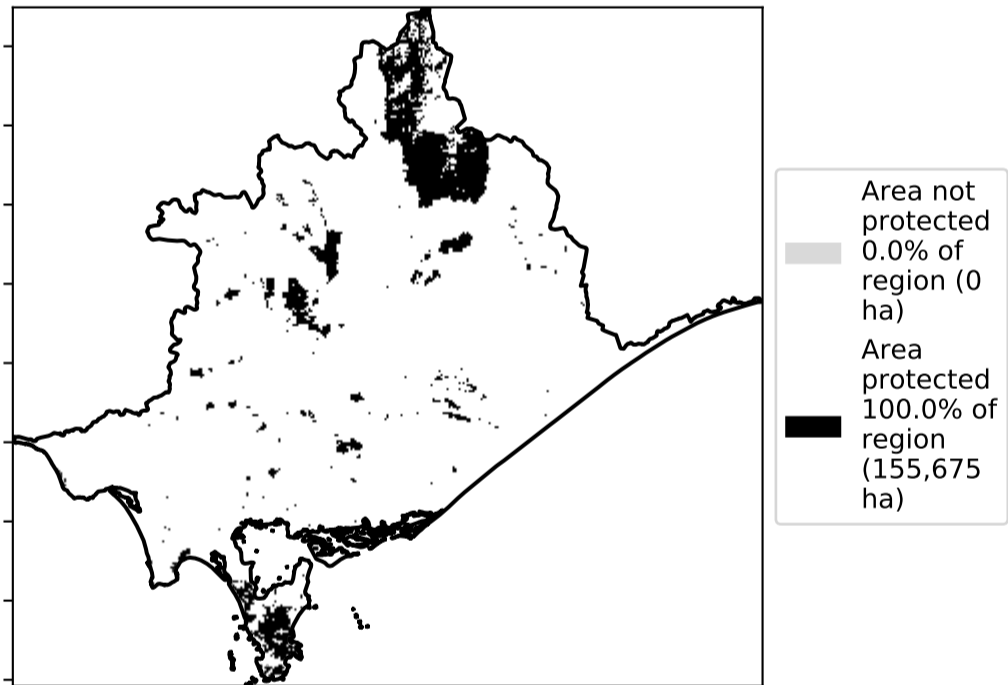 Area not
protected
0.0% of
region (0
ha)
Area
protected
100.0% of
region
(155,675
ha)